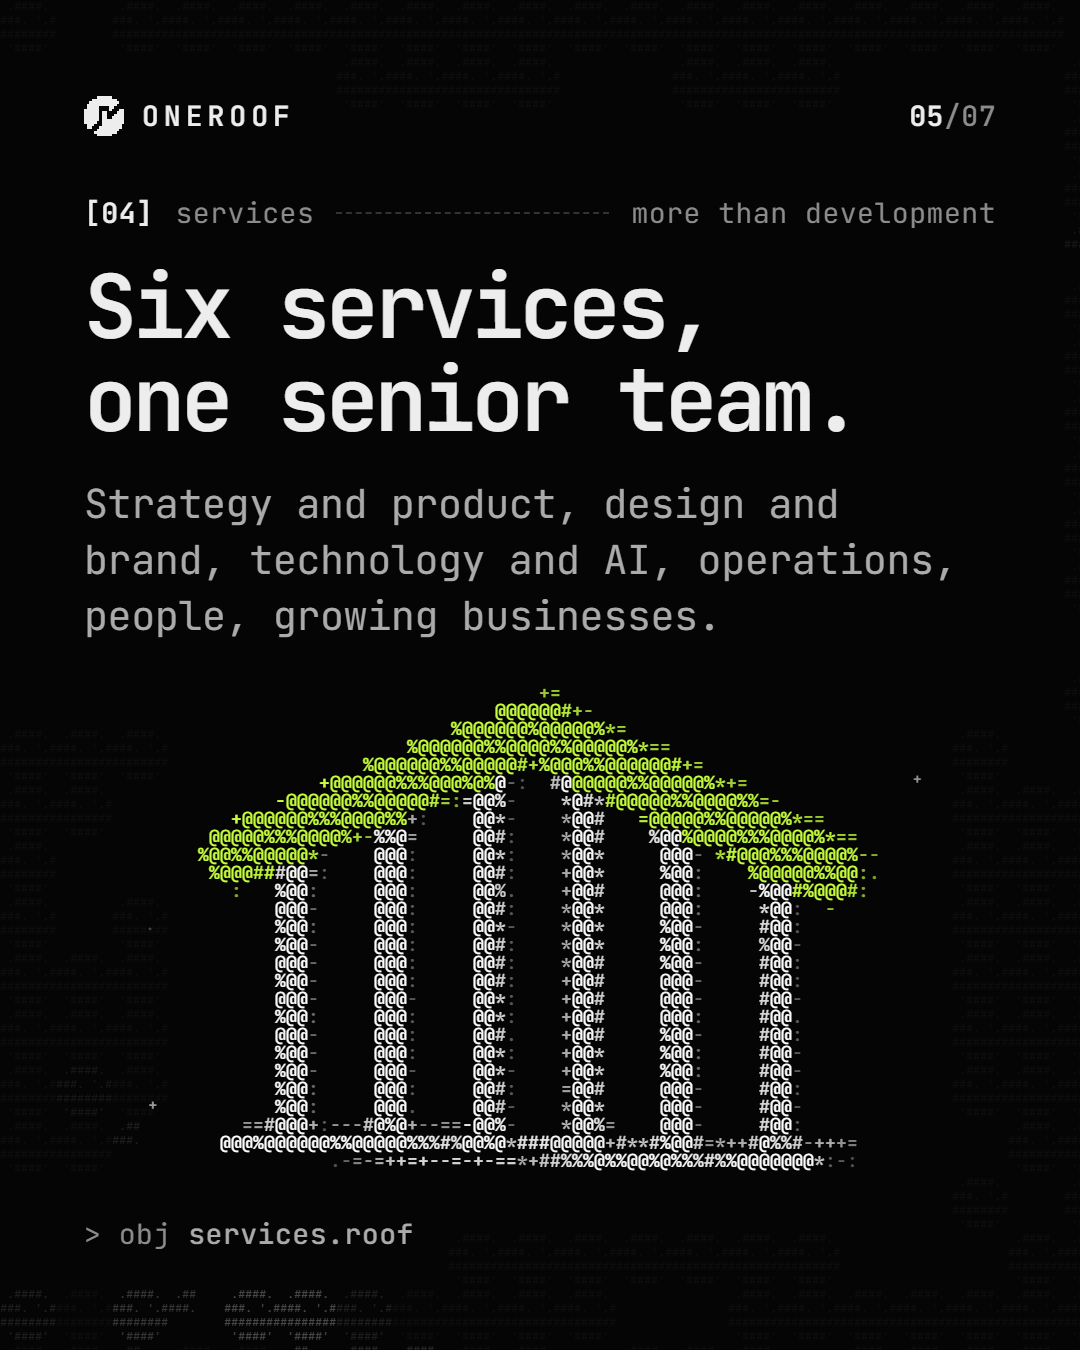 ONEROOF
05/07
[04] services more than development
Six services,
one senior team.
Strategy and product, design and
brand, technology and AI, operations,
people, growing businesses.
> obj services.roof